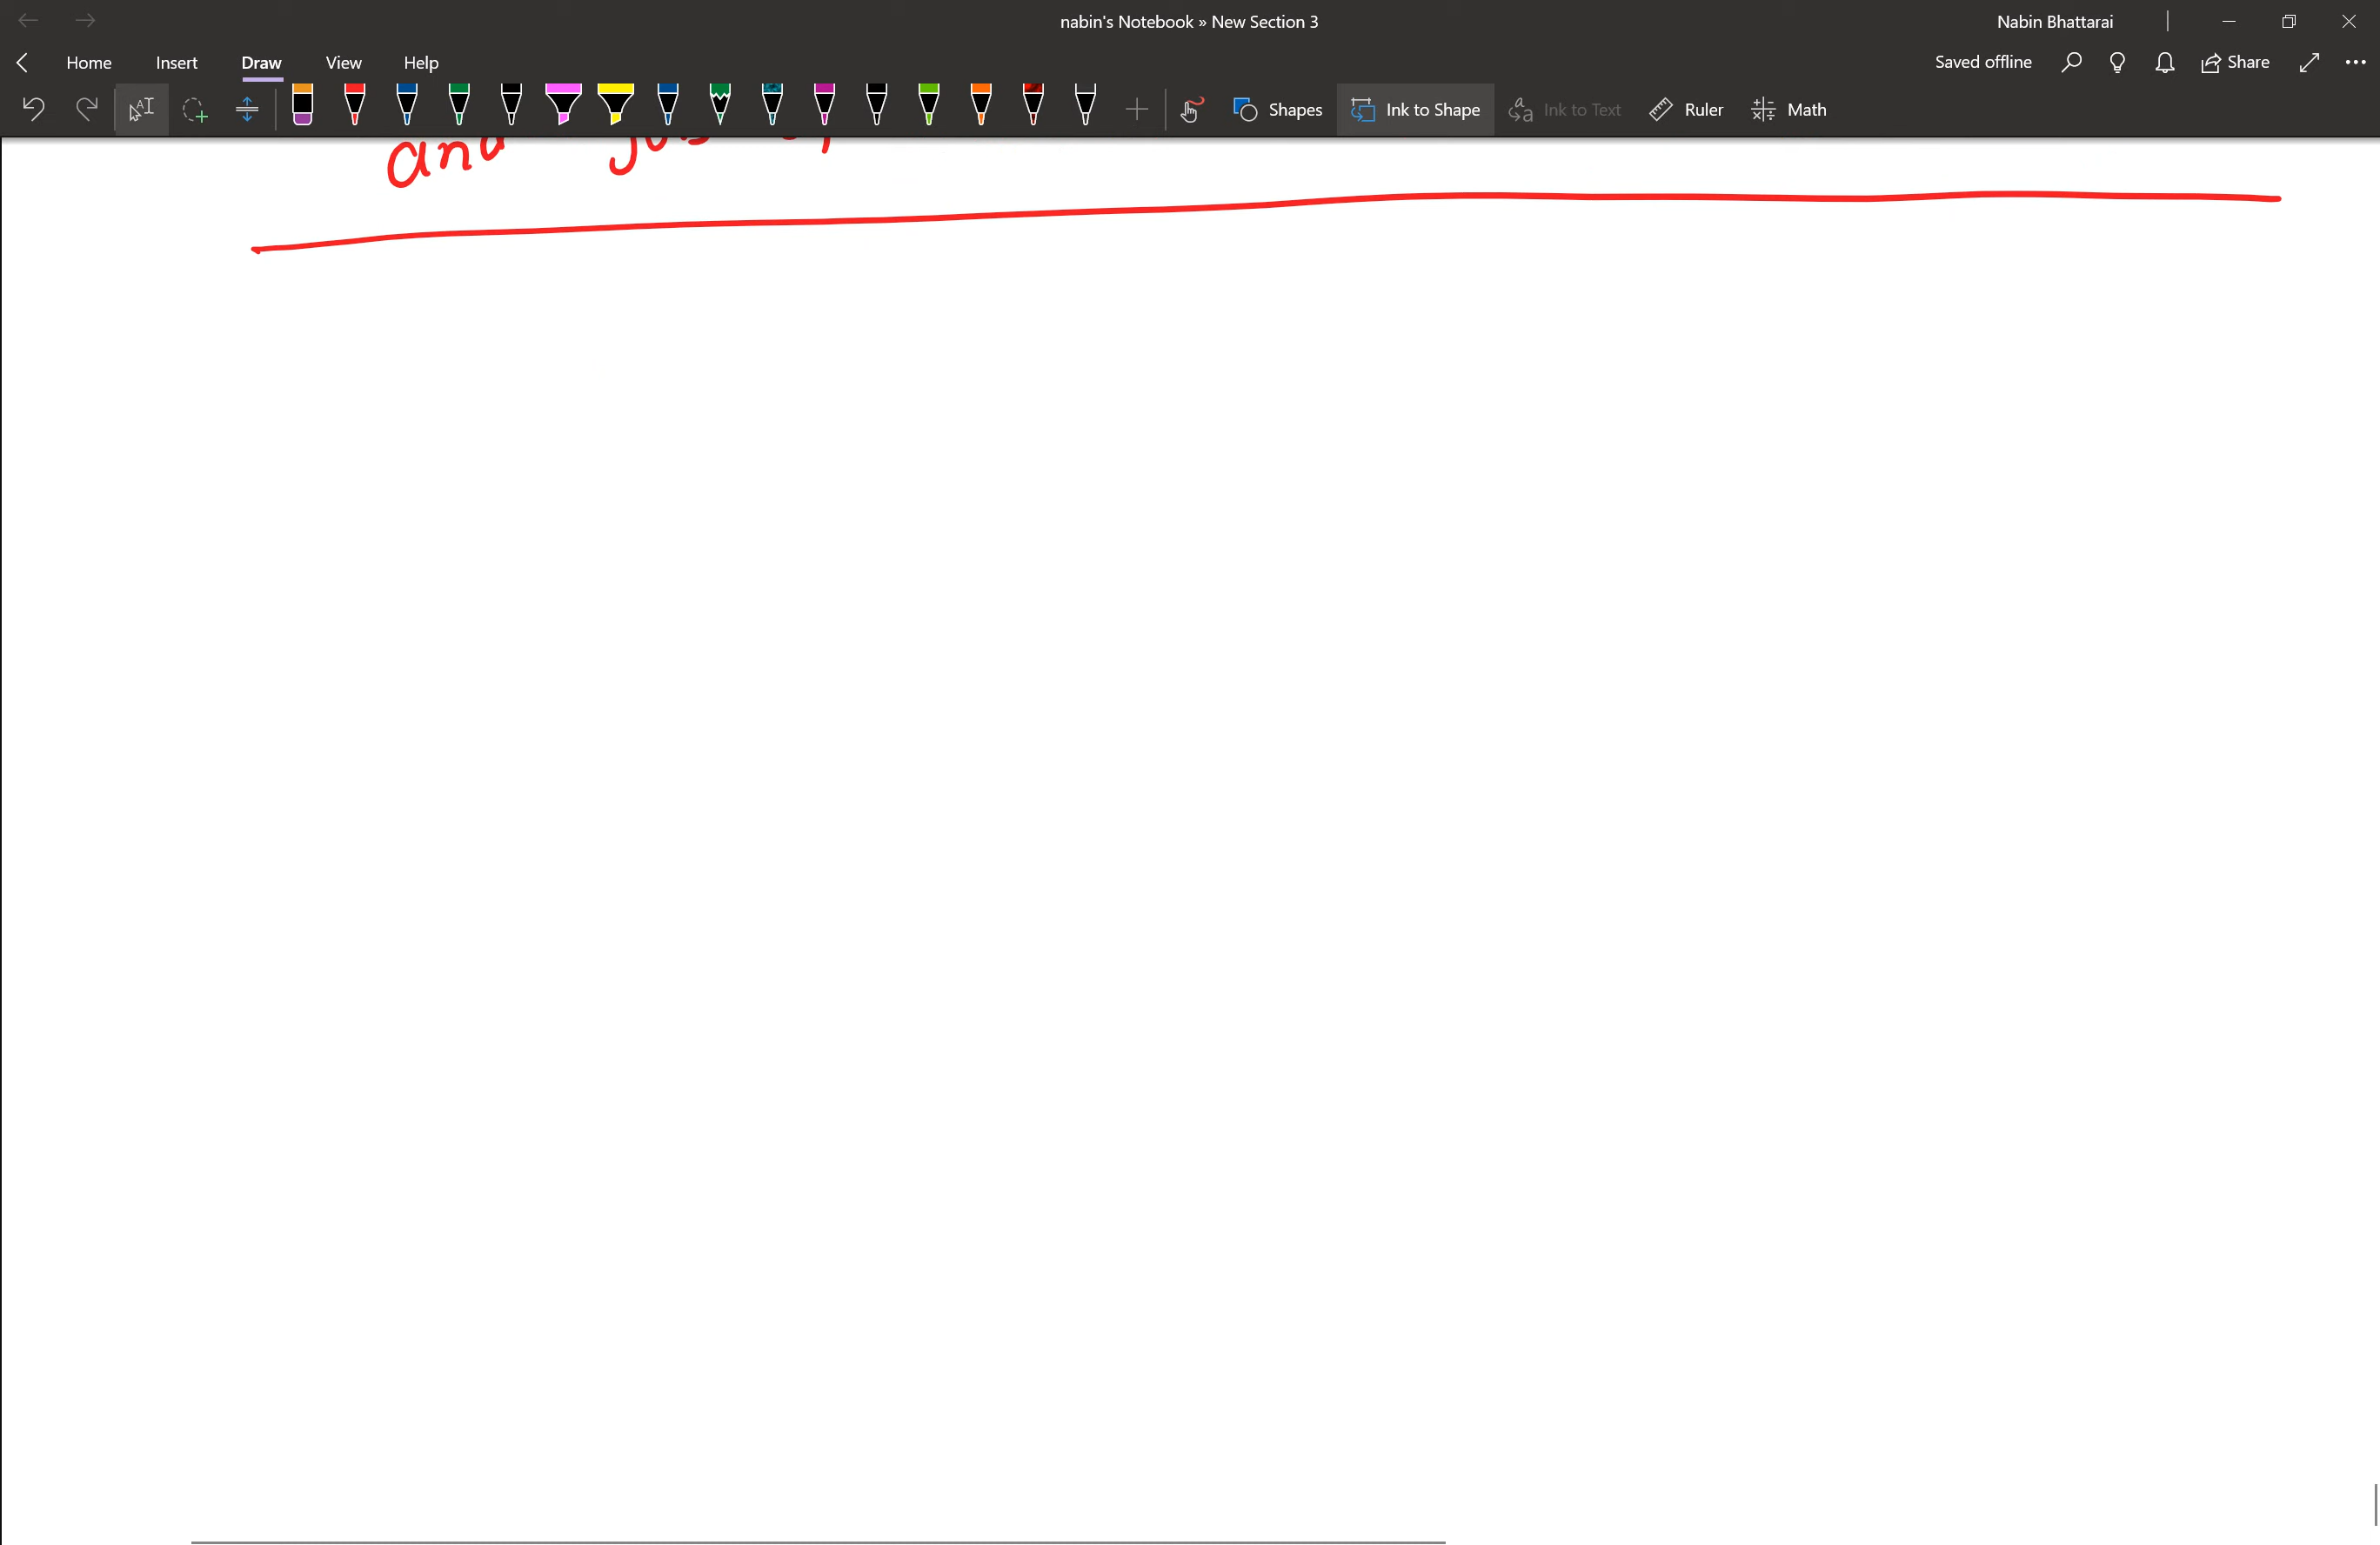 nabin's Notebook » New Section 3
Nabin Bhattarai
Home Insert Draw View Help
Saved offline
Share
Shapes
Ink to Shape
Ink to Text
Ruler
Math
and